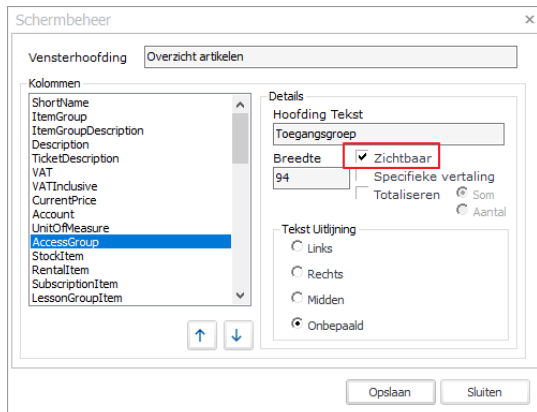 Schermbeheer
Vensterhoofding Overzicht artikelen
Kolommen
ShortName
ItemGroup
ItemGroupDescription
Description
TicketDescription
VAT
VATInclusive
CurrentPrice
Account
UnitOfMeasure
AccessGroup
StockItem
RentalItem
SubscriptionItem
LessonGroupItem
Details
Hoofding Tekst
Toegangsgroep
Breedte
94
Zichtbaar
Specifieke vertaling
Totaliseren
Som
Aantal
Tekst Uitlijning
Links
Rechts
Midden
Onbepaald
Opslaan Sluiten